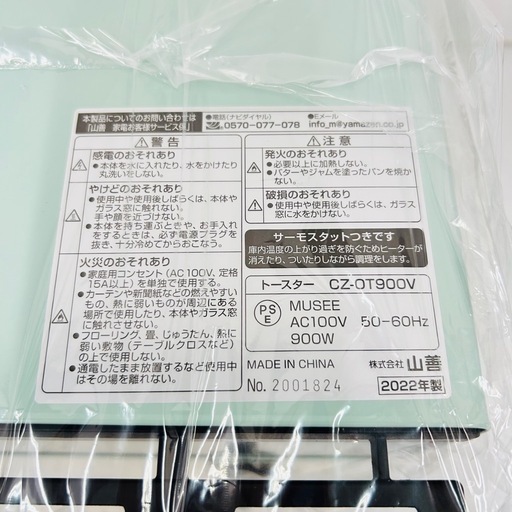 本製品についてのお問い合わせは
「山善 家電お客様サービス係」
●電話(ナビダイヤル)
0570-077-078
●Eメール
info_m@yamazen.co.jp
⚠警告
感電のおそれあり
●本体を水に入れたり、水をかけたり
丸洗いをしない。
やけどのおそれあり
●使用中や使用後しばらくは、本体や
ガラス窓に触れない。
手や顔を近づけない。
●本体を持ち運ぶときや、お手入れ
をするときは、必ず電源プラグを
抜き、十分冷めてからおこなう。
火災のおそれあり
●家庭用コンセント(AC100V、定格
15A以上)を単独で使用する。
●カーテンや新聞紙などの燃えやすい
もの、熱に弱いものが周辺にある
場所で使用したり、本体やガラス窓
に触れさせない。
●フローリング、畳、じゅうたん、熱に
弱い敷物(テーブルクロスなど)
の上で使用しない。
●通電したまま放置するなど使用中
はその場を離れない。
⚠注意
発火のおそれあり
●必要以上に加熱しない。
●バターやジャムを塗ったパンを焼か
ない。
破損のおそれあり
●使用中や使用後しばらくは、ガラス
窓に水をかけない。
サーモスタットつきです
庫内温度の上がり過ぎを防ぐためヒーターが
消えたり、ついたりしながら調理をします。
トースター CZ-OT900V
PSE
MUSEE
AC100V 50-60Hz
900W
MADE IN CHINA
株式会社 山善
No. 2001824
2022年製